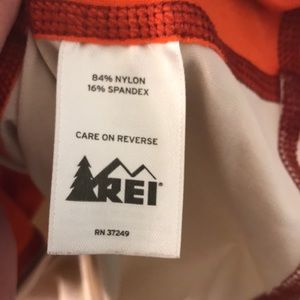 84% NYLON
16% SPANDEX
CARE ON REVERSE
REI®
RN 37249